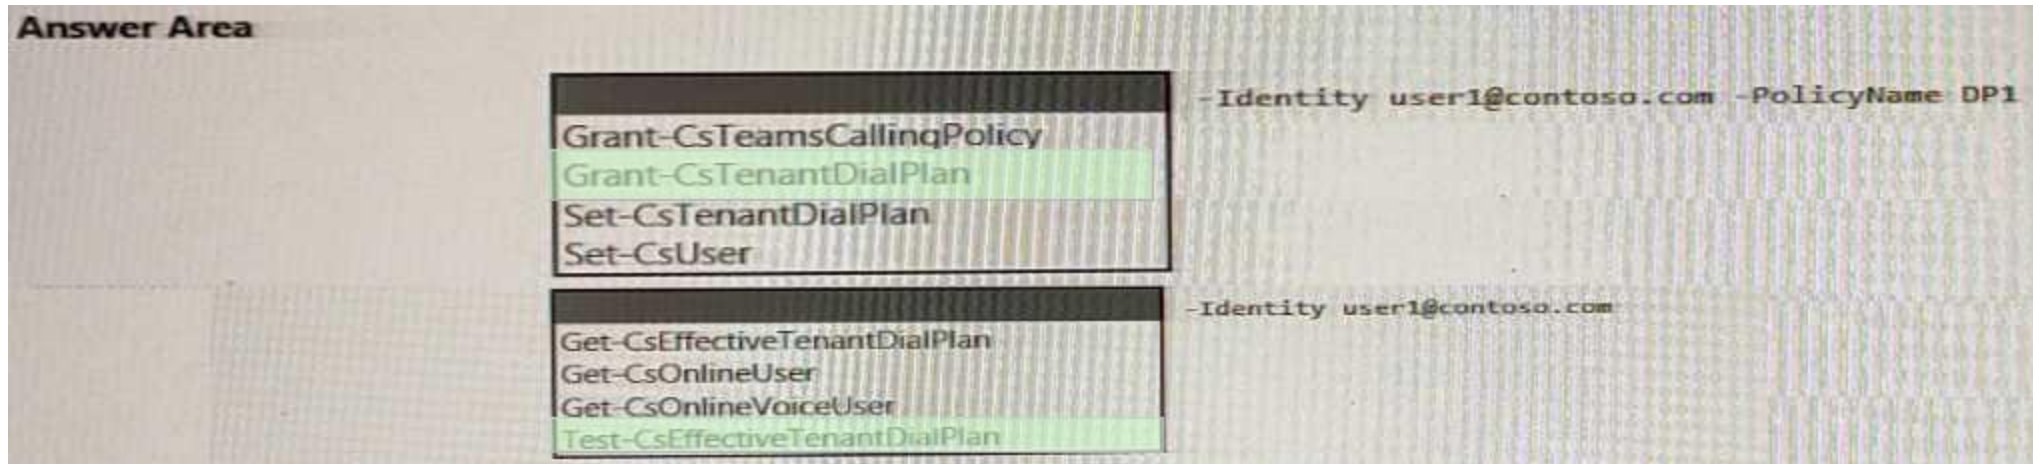 Answer Area
-Identity user1@contoso.com -PolicyName DP1
Grant-CsTeamsCallingPolicy
Grant-CsTenantDialPlan
Set-CsTenantDialPlan
Set-CsUser
-Identity user1@contoso.com
Get-CsEffectiveTenantDialPlan
Get-CsOnlineUser
Get-CsOnlineVoiceUser
Test-CsEffectiveTenantDialPlan